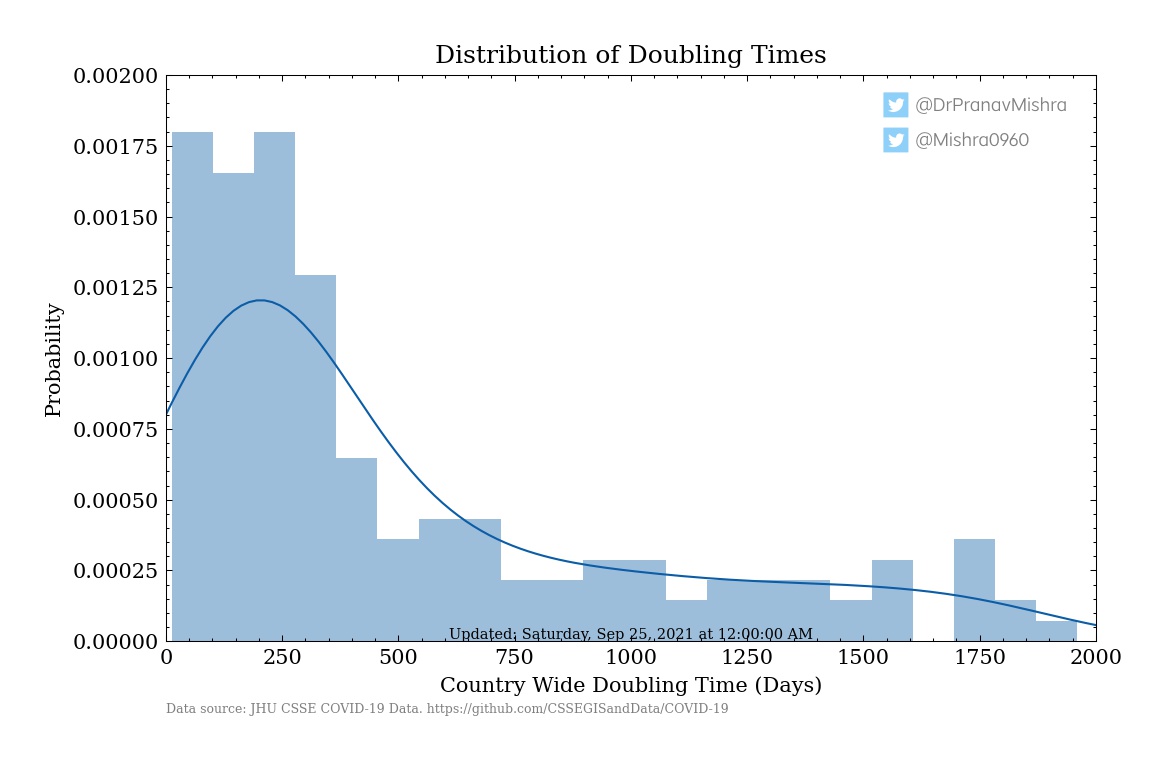 Distribution of Doubling Times
0.00200
0.00175
0.00150
0.00125
0.00100
0.00075
0.00050
0.00025
0.00000
Probability
@DrPranavMishra
@Mishra0960
Updated: Saturday, Sep 25, 2021 at 12:00:00 AM
0 250 500 750 1000 1250 1500 1750 2000
Country Wide Doubling Time (Days)
Data source: JHU CSSE COVID-19 Data. https://github.com/CSSEGISandData/COVID-19